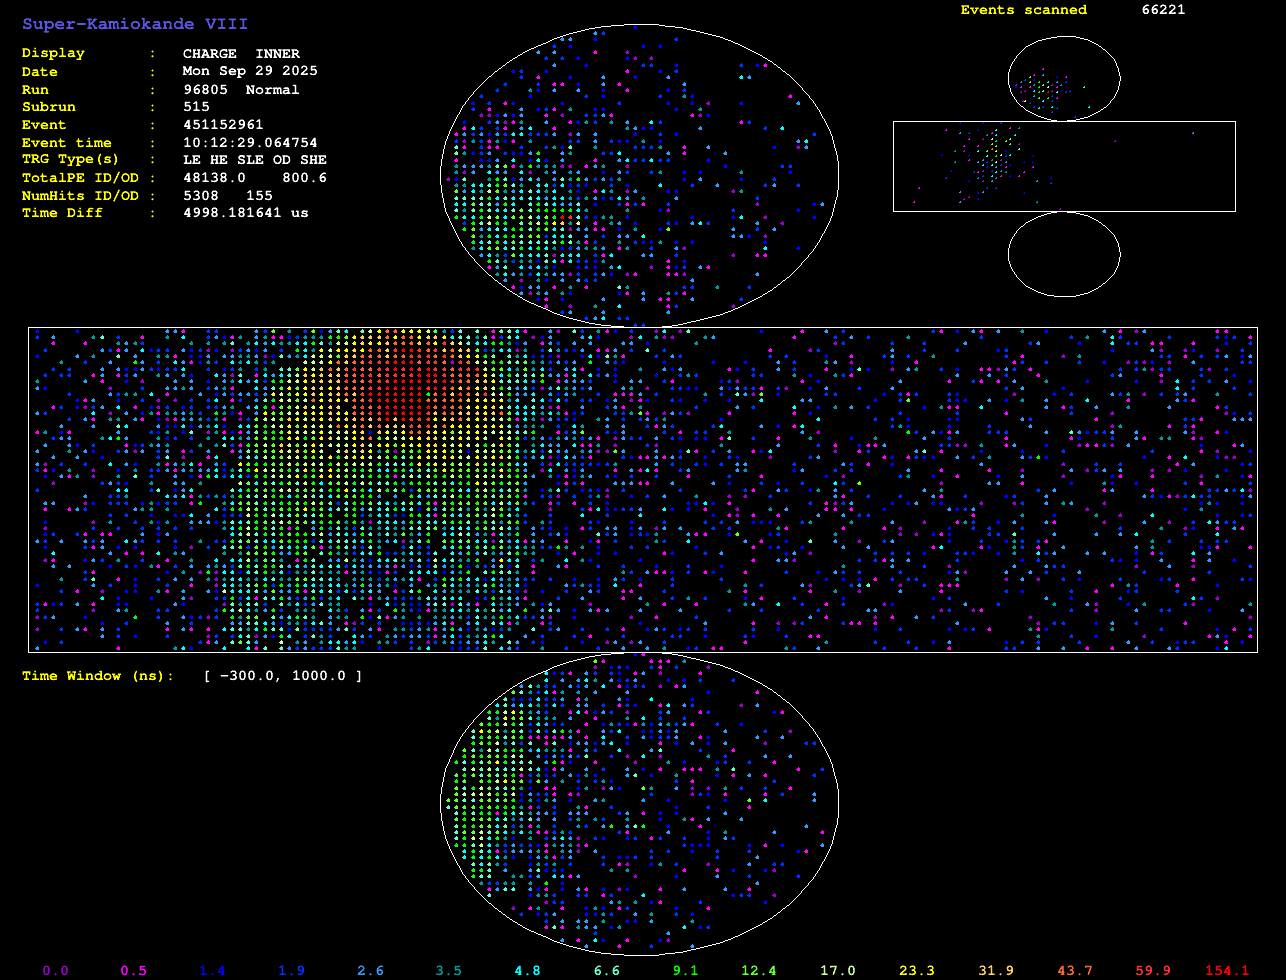 Super-Kamiokande VIII
Events scanned 66221
Display : CHARGE INNER
Date : Mon Sep 29 2025
Run : 96805 Normal
Subrun : 515
Event : 451152961
Event time : 10:12:29.064754
TRG Type(s) : LE HE SLE OD SHE
TotalPE ID/OD : 48138.0 800.6
NumHits ID/OD : 5308 155
Time Diff : 4998.181641 us
Time Window (ns): [ -300.0, 1000.0 ]
0.0 0.5 1.4 1.9 2.6 3.5 4.8 6.6 9.1 12.4 17.0 23.3 31.9 43.7 59.9 154.1